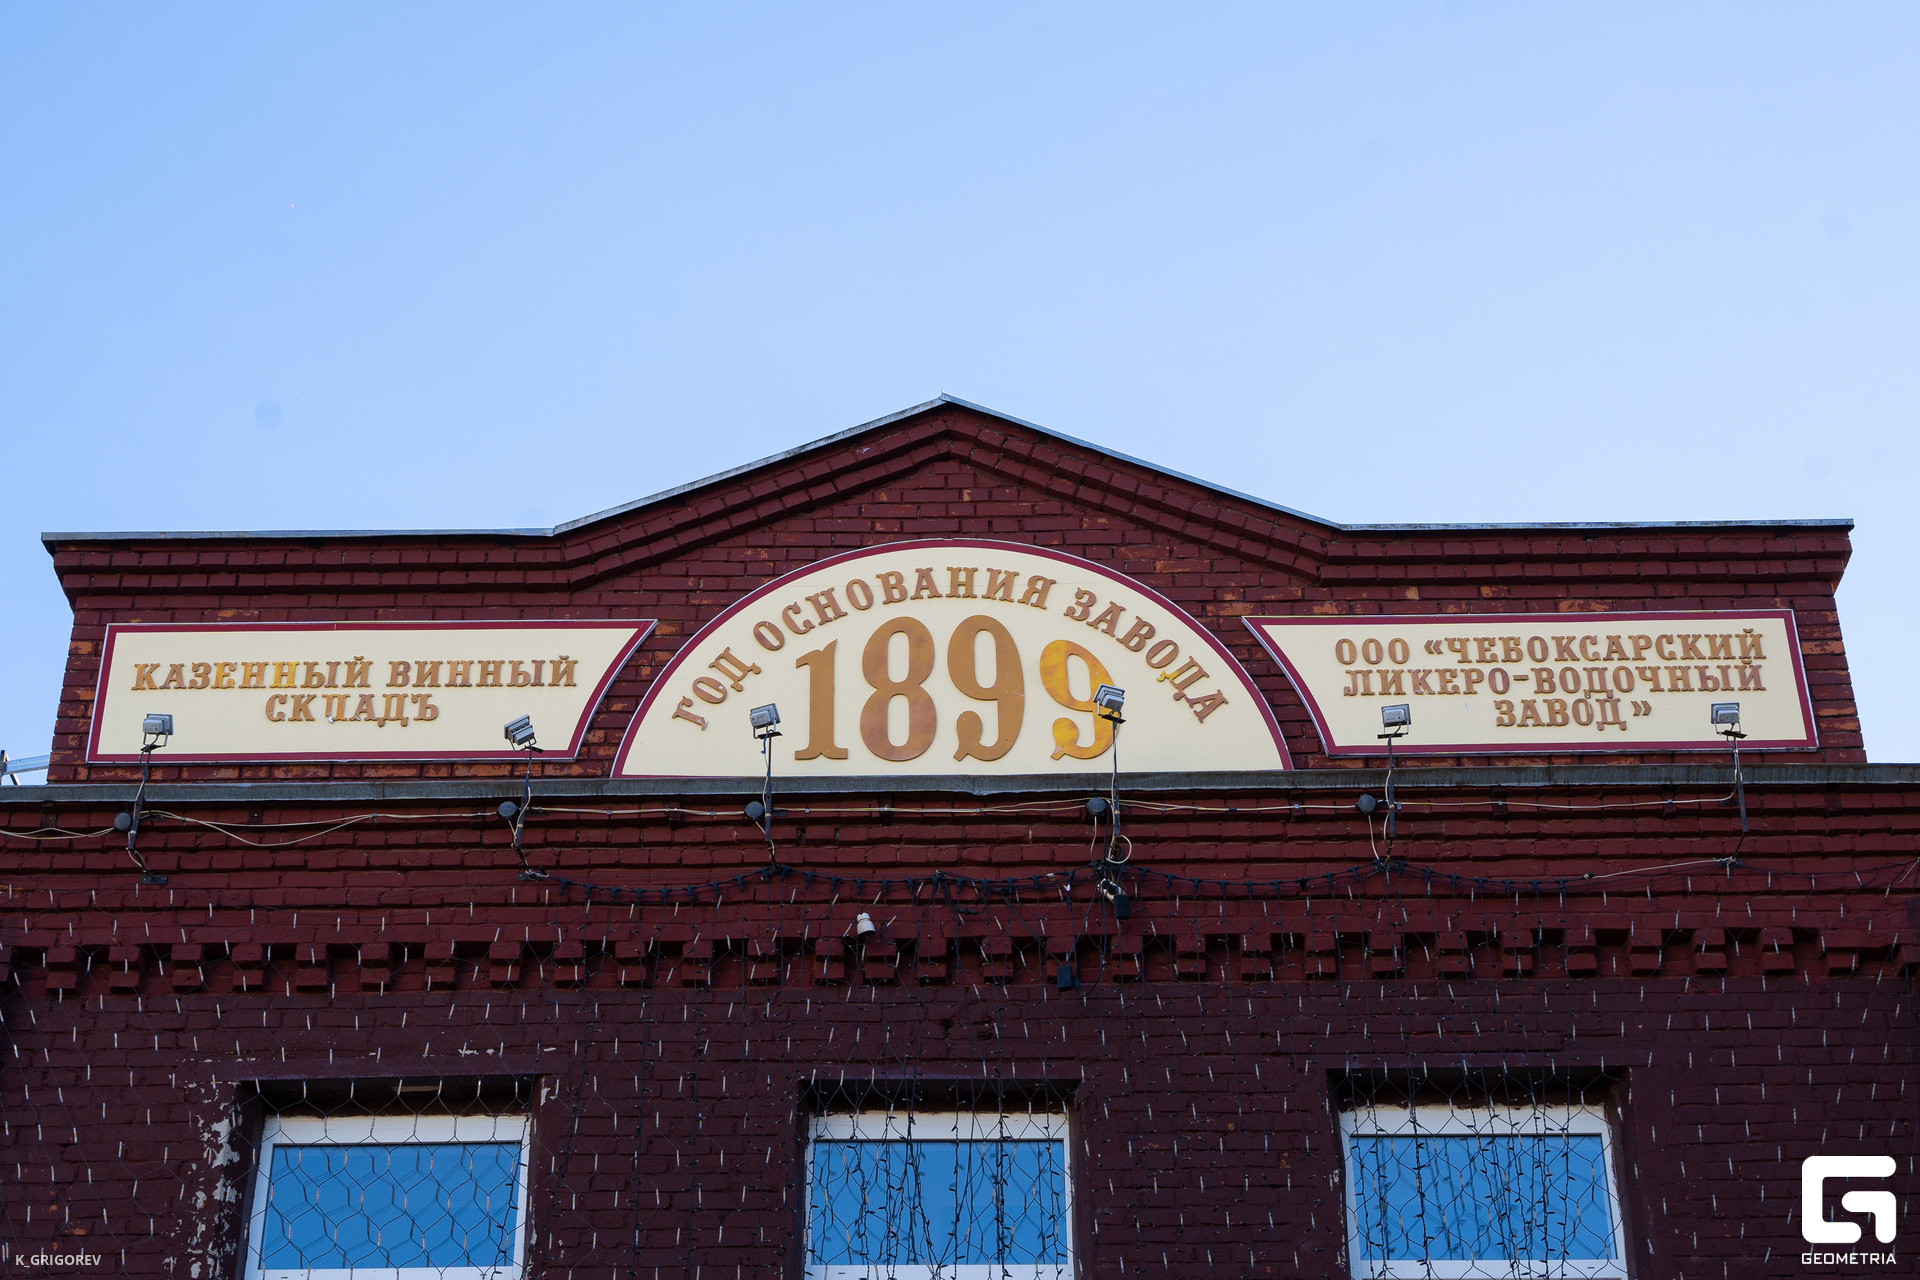 КАЗЕННЫЙ ВИННЫЙ
СКЛАДЪ
ГОД ОСНОВАНИЯ ЗАВОДА
1899
ООО «ЧЕБОКСАРСКИЙ
ЛИКЕРО-ВОДОЧНЫЙ
ЗАВОД»
K_GRIGOREV
GEOMETRIA